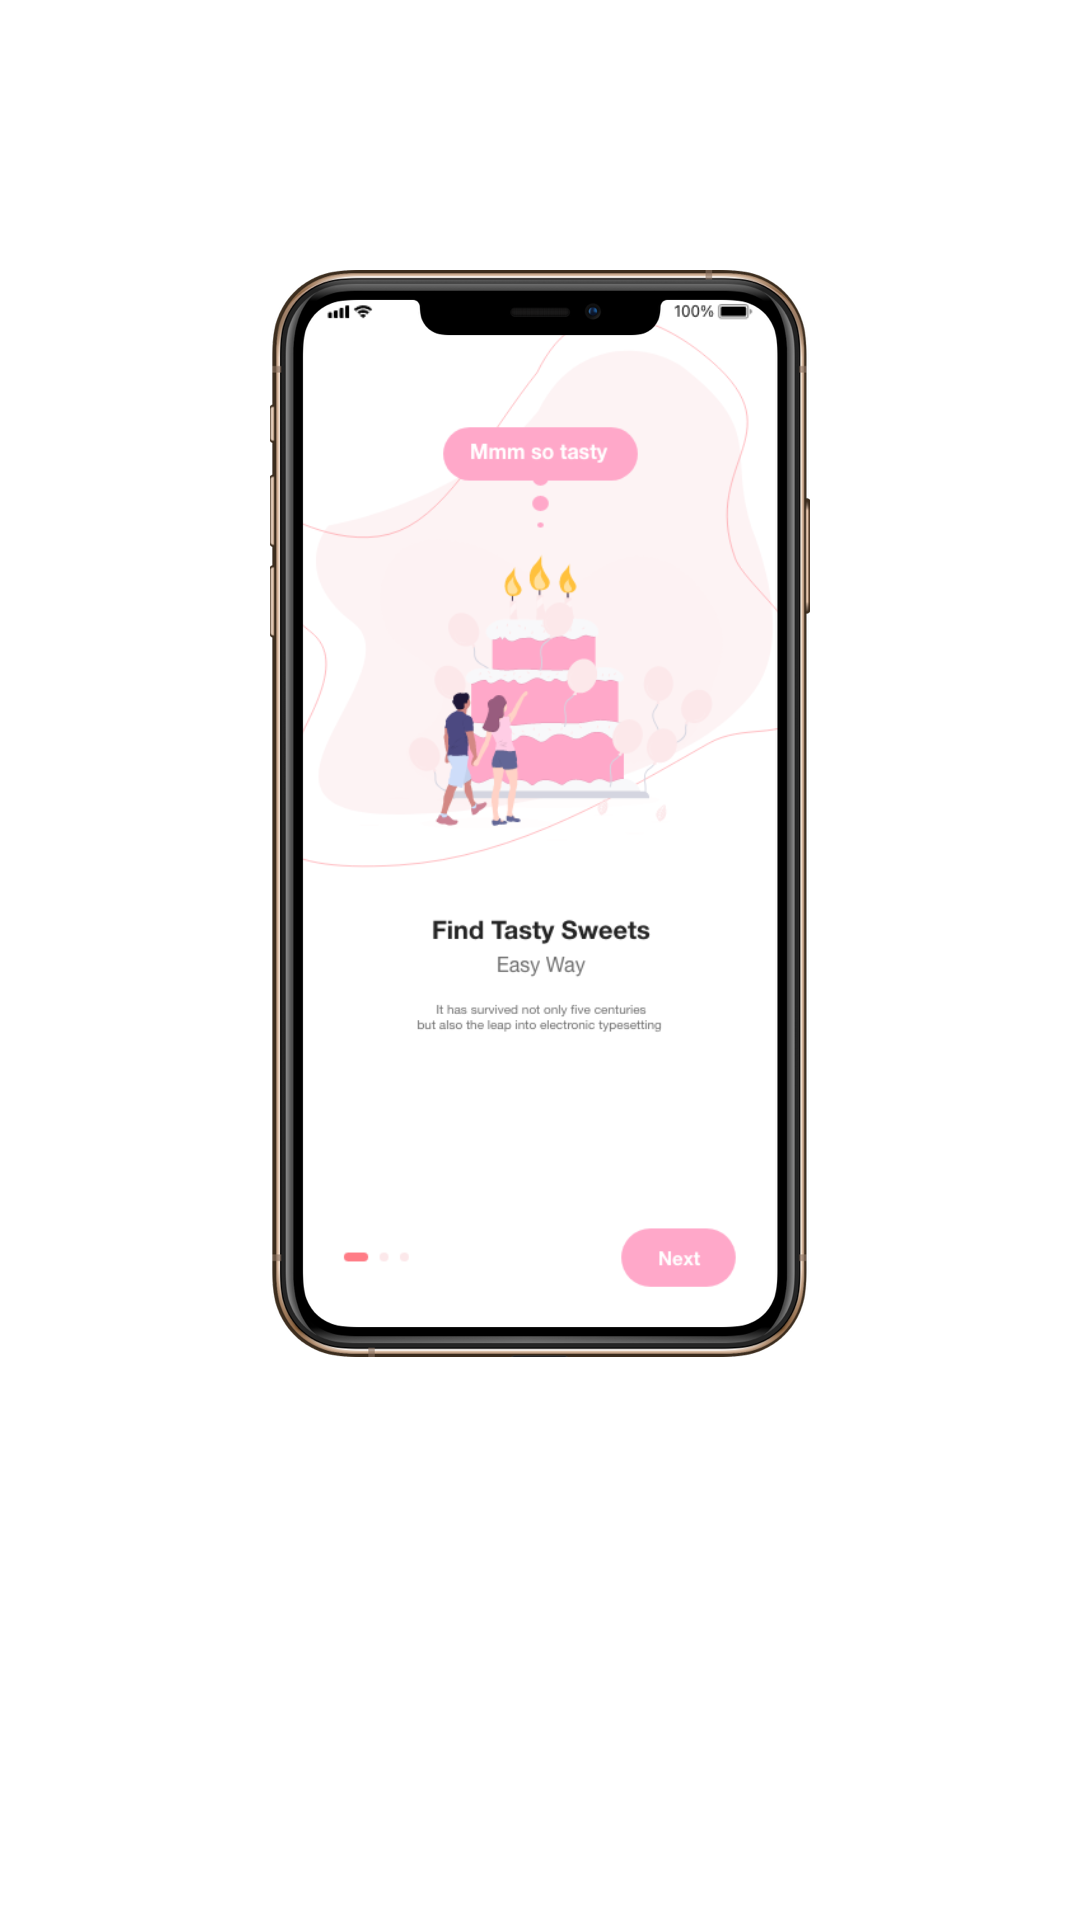 100%
Mmm so tasty
Find Tasty Sweets
Easy Way
It has survived not only five centuries
but also the leap into electronic typesetting
Next